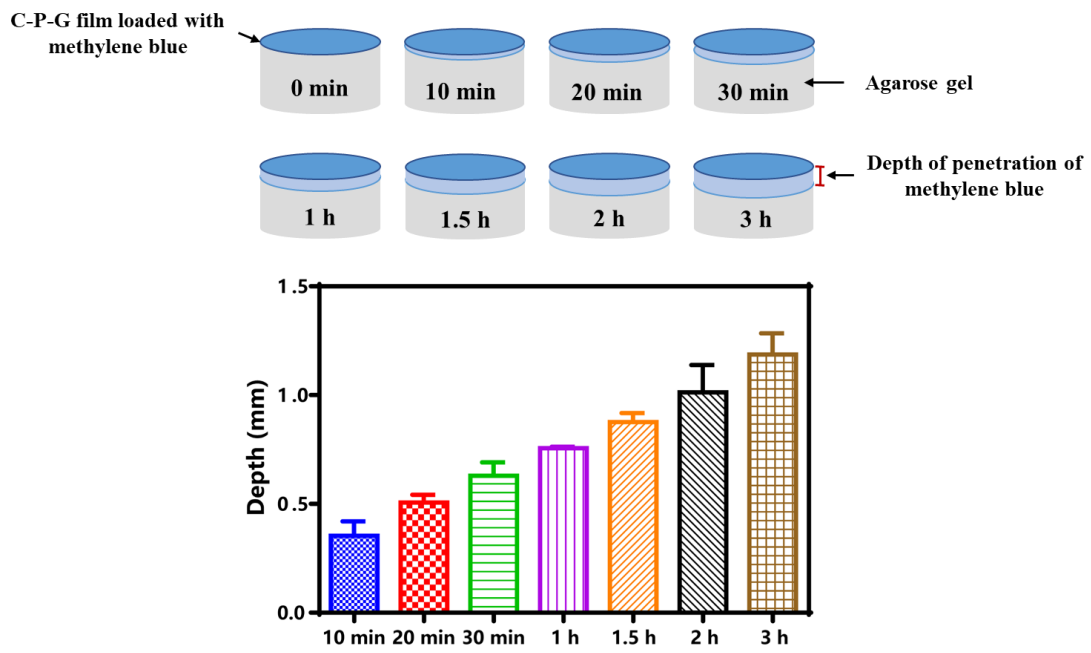 C-P-G film loaded with
methylene blue
0 min
10 min
20 min
30 min
Agarose gel
1 h
1.5 h
2 h
3 h
Depth of penetration of
methylene blue
1.5
1.0
0.5
0.0
Depth (mm)
10 min 20 min 30 min 1 h 1.5 h 2 h 3 h